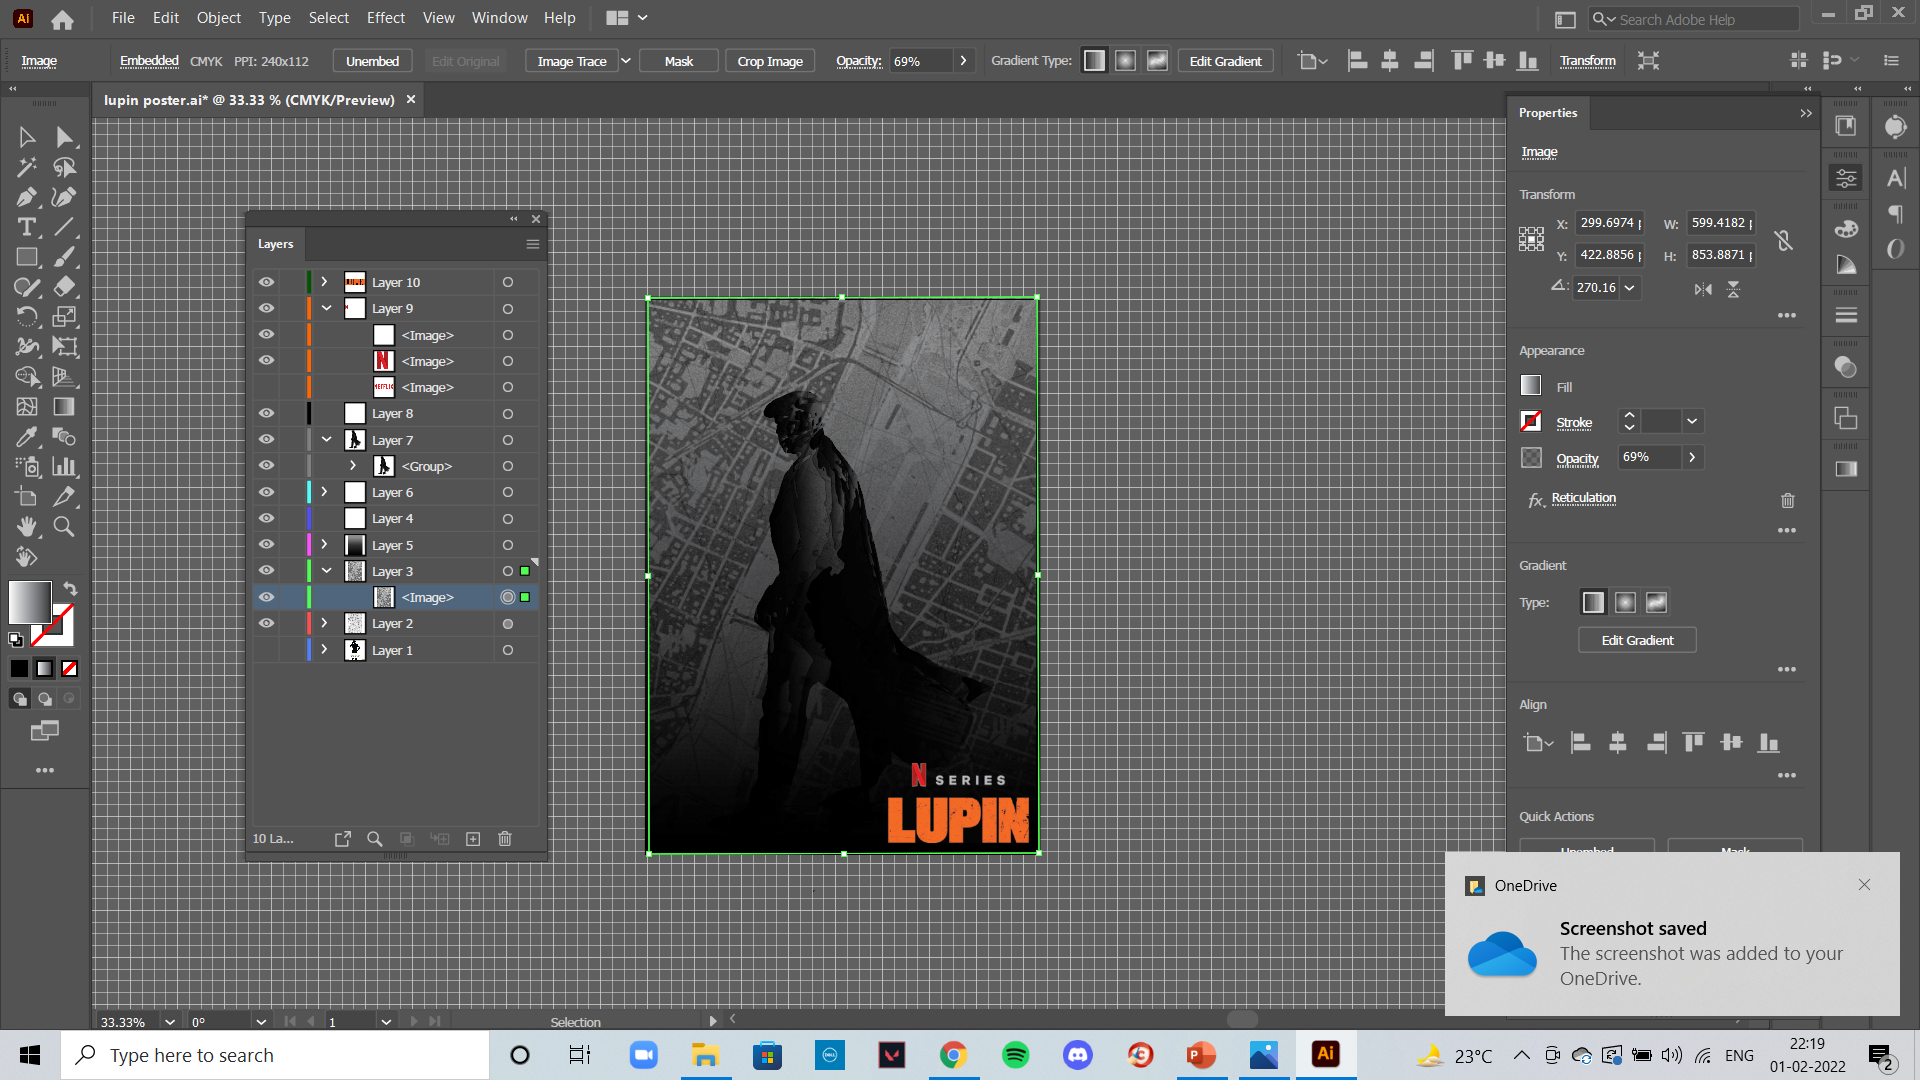 Ai File Edit Object Type Select Effect View Window Help Search Adobe Help
Image Embedded CMYK PPI: 240x112 Unembed Edit Original Image Trace Mask Crop Image Opacity: 69% Gradient Type: Edit Gradient Transform
lupin poster.ai* @ 33.33 % (CMYK/Preview)
Layers
Layer 10
Layer 9
<Image>
<Image>
<Image>
Layer 8
Layer 7
<Group>
Layer 6
Layer 4
Layer 5
Layer 3
<Image>
Layer 2
Layer 1
10 La...
N SERIES
LUPIN
Properties
Image
Transform
X: 299.6974 W: 599.4182
Y: 422.8856 H: 853.8871
270.16
Appearance
Fill
Stroke
Opacity 69%
fx. Reticulation
Gradient
Type:
Edit Gradient
Align
Quick Actions
Unembed Mask
OneDrive
Screenshot saved
The screenshot was added to your
OneDrive.
33.33% 0° 1 Selection
Type here to search
23°C ENG 22:19
01-02-2022
2